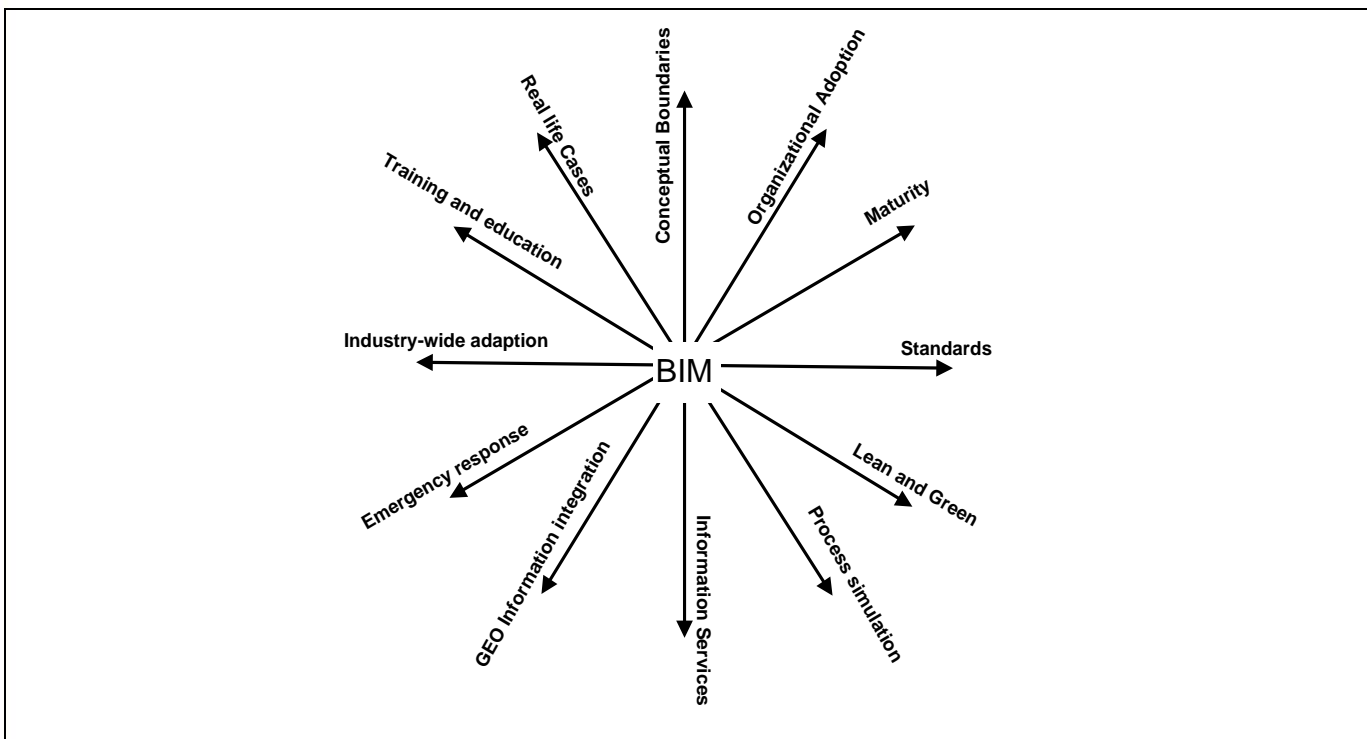 Conceptual Boundaries
Organizational Adoption
Maturity
Standards
Lean and Green
Process simulation
Information Services
GEO Information integration
Emergency response
Industry-wide adaption
Training and education
Real life Cases
BIM